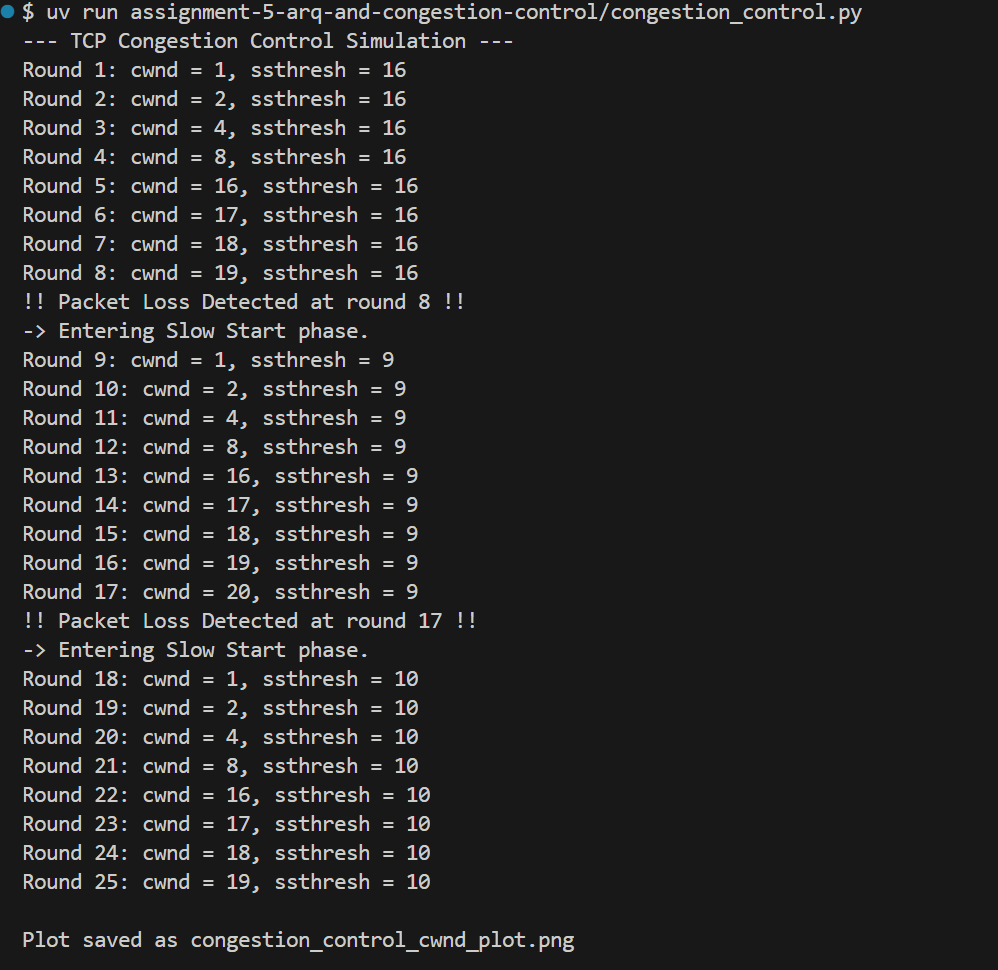 $ uv run assignment-5-arq-and-congestion-control/congestion_control.py
--- TCP Congestion Control Simulation ---
Round 1: cwnd = 1, ssthresh = 16
Round 2: cwnd = 2, ssthresh = 16
Round 3: cwnd = 4, ssthresh = 16
Round 4: cwnd = 8, ssthresh = 16
Round 5: cwnd = 16, ssthresh = 16
Round 6: cwnd = 17, ssthresh = 16
Round 7: cwnd = 18, ssthresh = 16
Round 8: cwnd = 19, ssthresh = 16
!! Packet Loss Detected at round 8 !!
-> Entering Slow Start phase.
Round 9: cwnd = 1, ssthresh = 9
Round 10: cwnd = 2, ssthresh = 9
Round 11: cwnd = 4, ssthresh = 9
Round 12: cwnd = 8, ssthresh = 9
Round 13: cwnd = 16, ssthresh = 9
Round 14: cwnd = 17, ssthresh = 9
Round 15: cwnd = 18, ssthresh = 9
Round 16: cwnd = 19, ssthresh = 9
Round 17: cwnd = 20, ssthresh = 9
!! Packet Loss Detected at round 17 !!
-> Entering Slow Start phase.
Round 18: cwnd = 1, ssthresh = 10
Round 19: cwnd = 2, ssthresh = 10
Round 20: cwnd = 4, ssthresh = 10
Round 21: cwnd = 8, ssthresh = 10
Round 22: cwnd = 16, ssthresh = 10
Round 23: cwnd = 17, ssthresh = 10
Round 24: cwnd = 18, ssthresh = 10
Round 25: cwnd = 19, ssthresh = 10
Plot saved as congestion_control_cwnd_plot.png